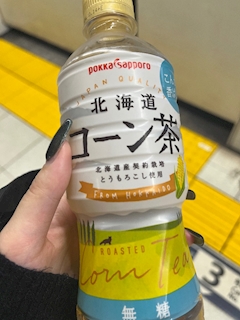 pokka sapporo
JAPAN QUALITY
北海道
コーン茶
北海道産契約栽培
とうもろこし使用
FROM HOKKAIDO
ROASTED
Corn Tea
無糖
3